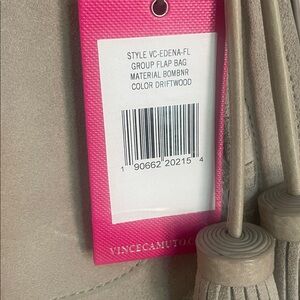 STYLE VC-EDENA-FL
GROUP FLAP BAG
MATERIAL BOMBNR
COLOR DRIFTWOOD
1 90662 20215 4
VINCECAMUTO.C